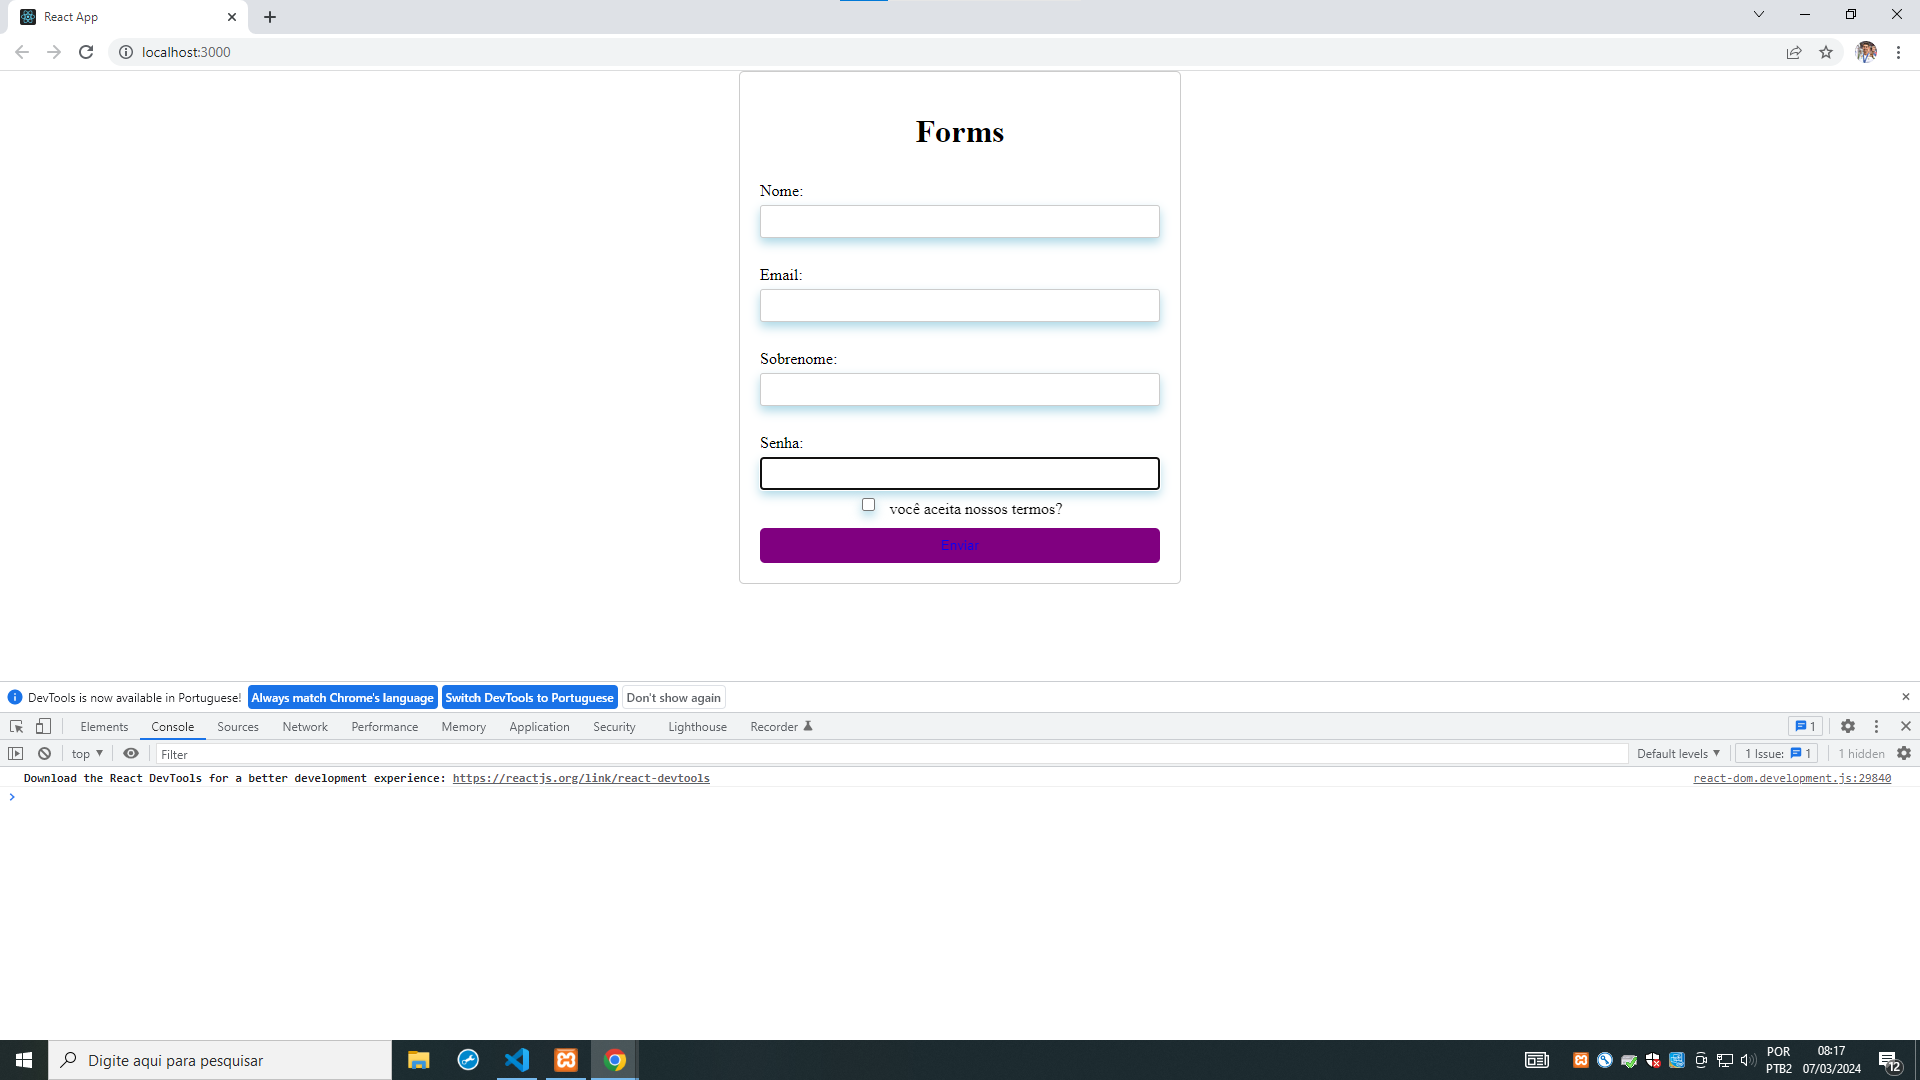 React App
localhost:3000
Forms
Nome:
Email:
Sobrenome:
Senha:
você aceita nossos termos?
Enviar
DevTools is now available in Portuguese! Always match Chrome's language Switch DevTools to Portuguese Don't show again
Elements Console Sources Network Performance Memory Application Security Lighthouse Recorder 1
top Filter Default levels 1 Issue: 1 1 hidden
Download the React DevTools for a better development experience: https://reactjs.org/link/react-devtools react-dom.development.js:29840
Digite aqui para pesquisar
POR 08:17
PTB2 07/03/2024 12